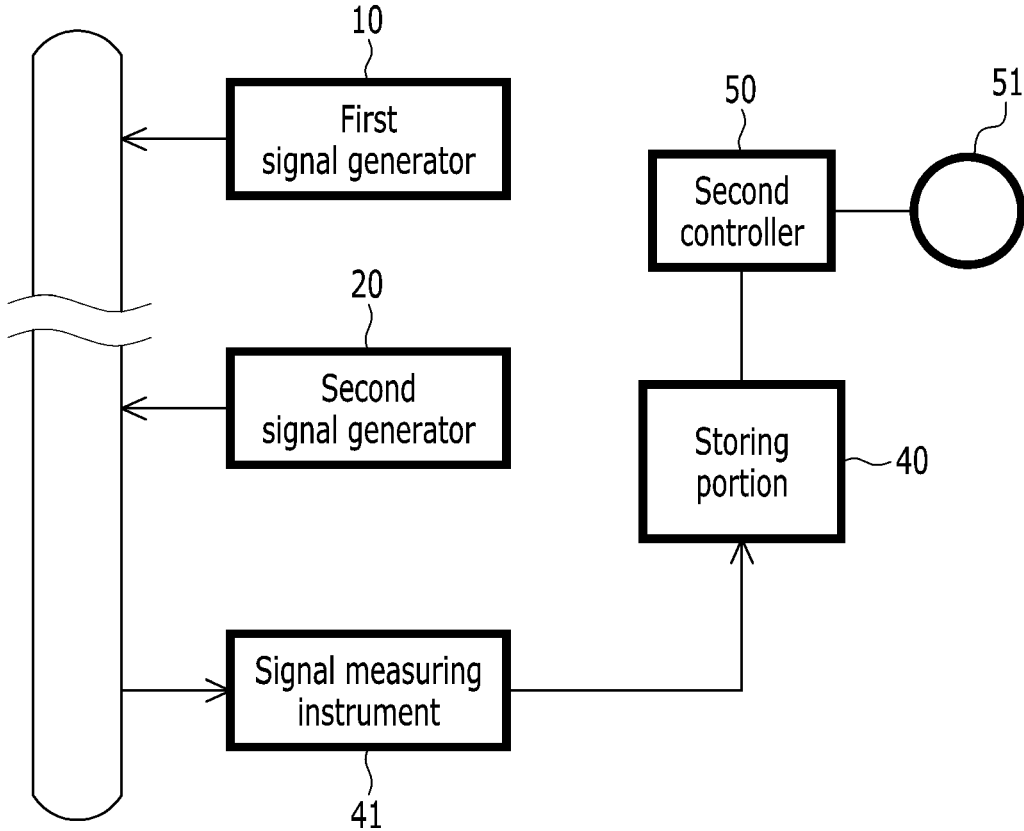 10
First
signal generator
20
Second
signal generator
Signal measuring
instrument
41
50
Second
controller
51
Storing
portion
40